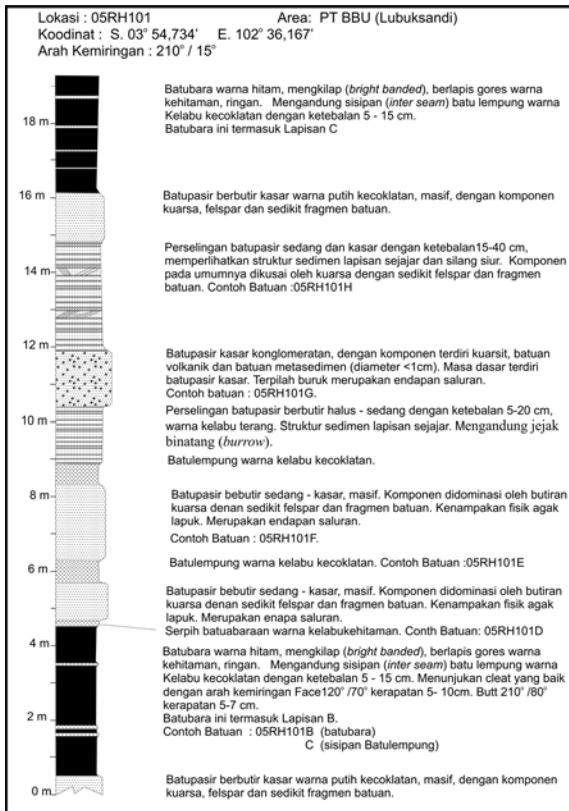 Lokasi : 05RH101 Area: PT BBU (Lubuksandi)
Koodinat : S. 03° 54,734' E. 102° 36,167'
Arah Kemiringan : 210° / 15°
Batubara warna hitam, mengkilap (bright banded), berlapis gores warna
kehitaman, ringan. Mengandung sisipan (inter seam) batu lempung warna
Kelabu kecoklatan dengan ketebalan 5 - 15 cm.
Batubara ini termasuk Lapisan C
18 m
16 m
Batupasir berbutir kasar warna putih kecoklatan, masif, dengan komponen
kuarsa, felspar dan sedikit fragmen batuan.
Perselingan batupasir sedang dan kasar dengan ketebalan15-40 cm,
memperlihatkan struktur sedimen lapisan sejajar dan silang siur. Komponen
pada umumnya dikusai oleh kuarsa dengan sedikit felspar dan fragmen
batuan. Contoh Batuan :05RH101H
14 m
12 m
Batupasir kasar konglomeratan, dengan komponen terdiri kuarsit, batuan
volkanik dan batuan metasedimen (diameter <1cm). Masa dasar terdiri
batupasir kasar. Terpilah buruk merupakan endapan saluran.
Contoh batuan : 05RH101G.
10 m
Perselingan batupasir berbutir halus - sedang dengan ketebalan 5-20 cm,
warna kelabu terang. Struktur sedimen lapisan sejajar. Mengandung jejak
binatang (burrow).
Batulempung warna kelabu kecoklatan.
8 m
Batupasir bebutir sedang - kasar, masif. Komponen didominasi oleh butiran
kuarsa denan sedikit felspar dan fragmen batuan. Kenampakan fisik agak
lapuk. Merupakan endapan saluran.
Contoh Batuan : 05RH101F.
6 m
Batulempung warna kelabu kecoklatan. Contoh Batuan :05RH101E
Batupasir bebutir sedang - kasar, masif. Komponen didominasi oleh butiran
kuarsa denan sedikit felspar dan fragmen batuan. Kenampakan fisik agak
lapuk. Merupakan enapa saluran.
Serpih batuabaraan warna kelabukehitaman. Conth Batuan: 05RH101D
4 m
Batubara warna hitam, mengkilap (bright banded), berlapis gores warna
kehitaman, ringan. Mengandung sisipan (inter seam) batu lempung warna
Kelabu kecoklatan dengan ketebalan 5 - 15 cm. Menunjukan cleat yang baik
dengan arah kemiringan Face120° /70° kerapatan 5- 10cm. Butt 210° /80°
kerapatan 5-7 cm.
Batubara ini termasuk Lapisan B.
Contoh Batuan : 05RH101B (batubara)
C (sisipan Batulempung)
2 m
0 m
Batupasir berbutir kasar warna putih kecoklatan, masif, dengan komponen
kuarsa, felspar dan sedikit fragmen batuan.